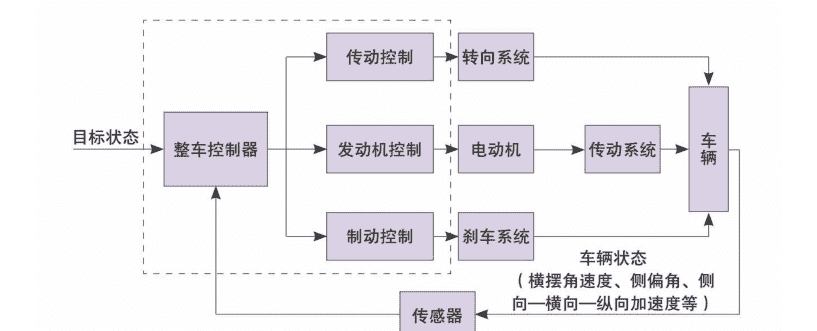 传动控制
转向系统
目标状态
整车控制器
发动机控制
电动机
传动系统
车辆
制动控制
刹车系统
车辆状态
（横摆角速度、侧偏角、侧
向—横向—纵向加速度等）
传感器